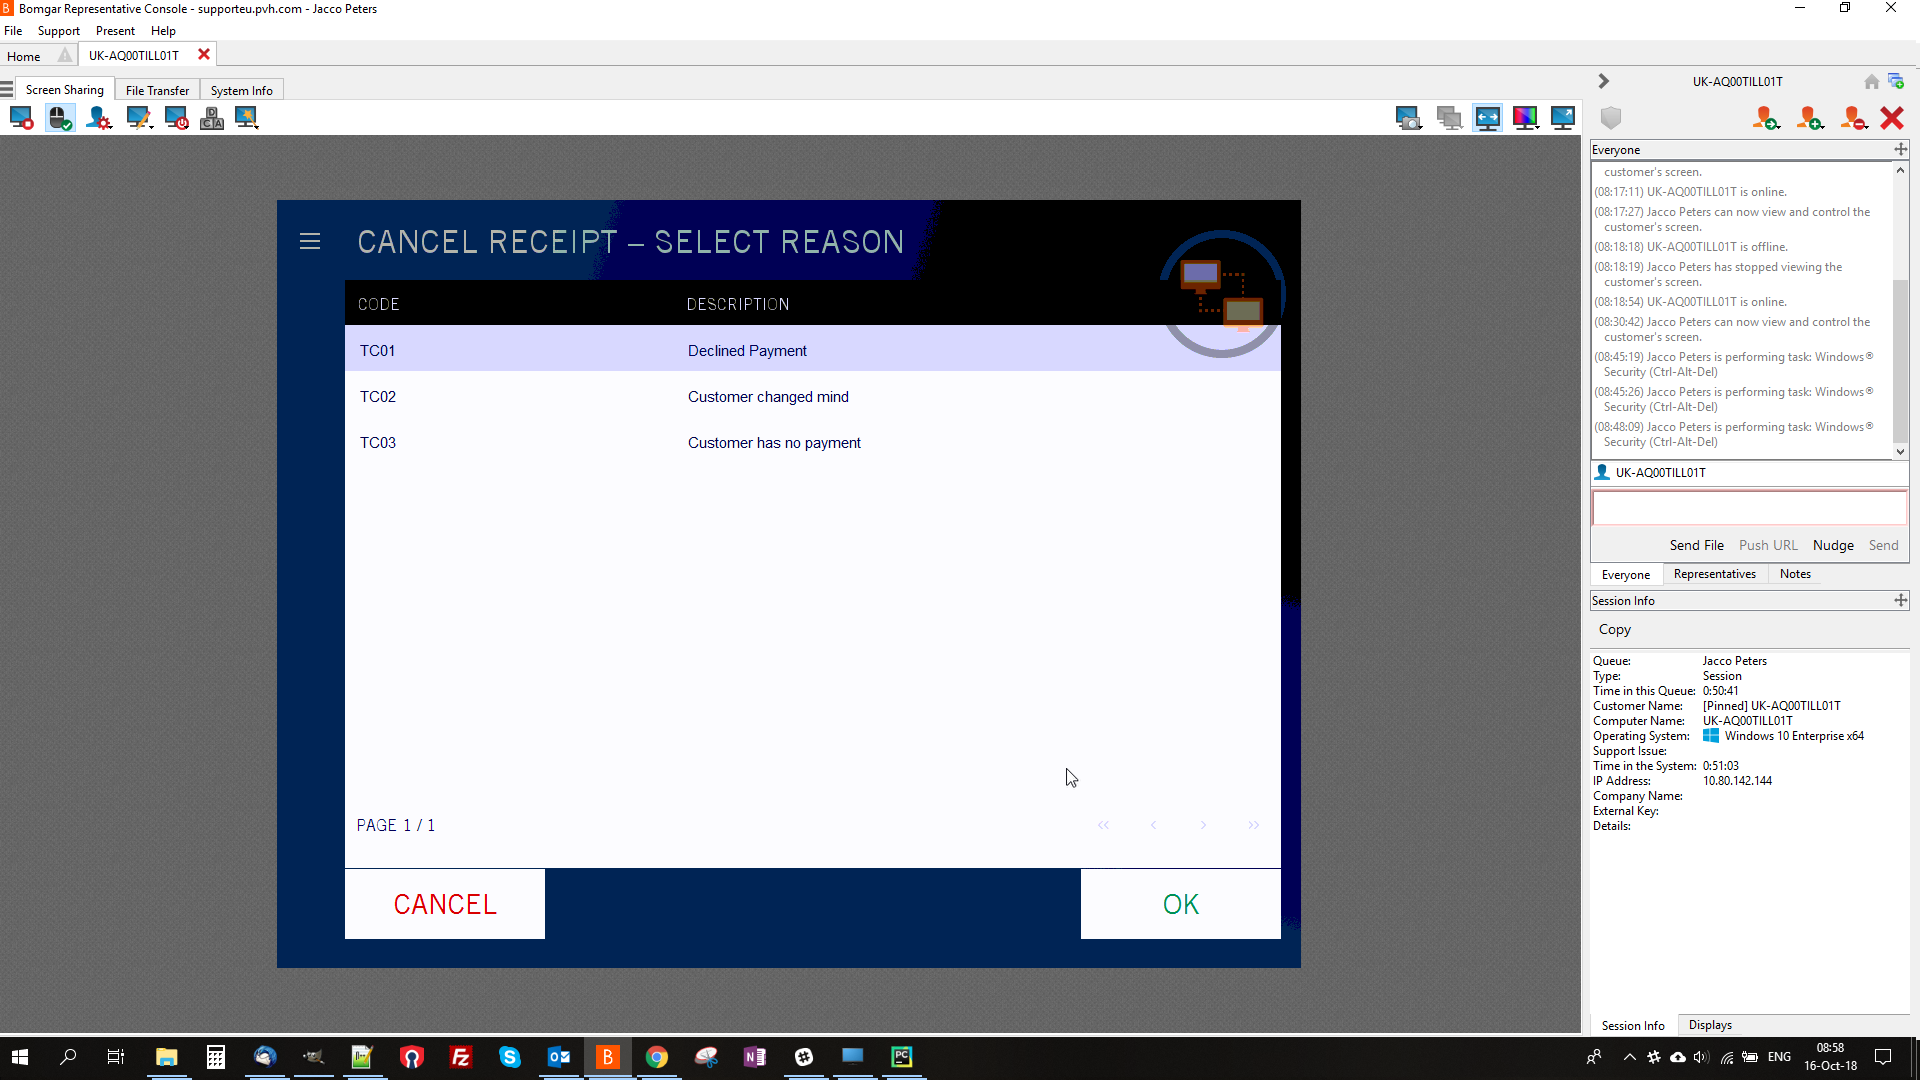 Bomgar Representative Console - supporteu.pvh.com - Jacco Peters
File Support Present Help
Home UK-AQ00TILL01T
Screen Sharing File Transfer System Info
CANCEL RECEIPT – SELECT REASON
CODE DESCRIPTION
TC01 Declined Payment
TC02 Customer changed mind
TC03 Customer has no payment
PAGE 1 / 1
<< < > >>
CANCEL OK
UK-AQ00TILL01T
Everyone
customer's screen.
(08:17:11) UK-AQ00TILL01T is online.
(08:17:27) Jacco Peters can now view and control the
customer's screen.
(08:18:18) UK-AQ00TILL01T is offline.
(08:18:19) Jacco Peters has stopped viewing the
customer's screen.
(08:18:54) UK-AQ00TILL01T is online.
(08:30:42) Jacco Peters can now view and control the
customer's screen.
(08:45:19) Jacco Peters is performing task: Windows®
Security (Ctrl-Alt-Del)
(08:45:26) Jacco Peters is performing task: Windows®
Security (Ctrl-Alt-Del)
(08:48:09) Jacco Peters is performing task: Windows®
Security (Ctrl-Alt-Del)
UK-AQ00TILL01T
Send File Push URL Nudge Send
Everyone Representatives Notes
Session Info
Copy
Queue: Jacco Peters
Type: Session
Time in this Queue: 0:50:41
Customer Name: [Pinned] UK-AQ00TILL01T
Computer Name: UK-AQ00TILL01T
Operating System: Windows 10 Enterprise x64
Support Issue:
Time in the System: 0:51:03
IP Address: 10.80.142.144
Company Name:
External Key:
Details:
Session Info Displays
ENG
08:58
16-Oct-18